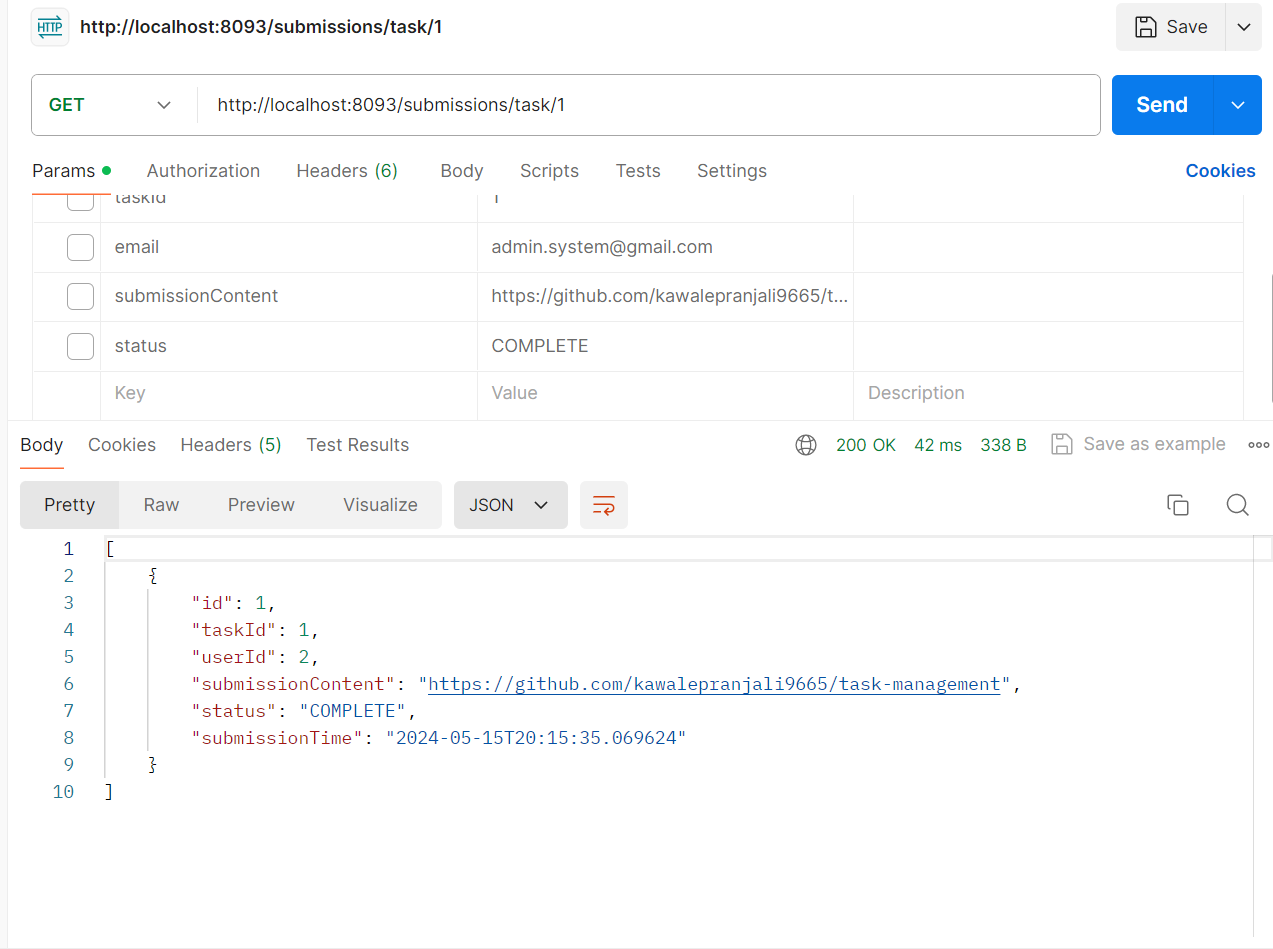 HTTP http://localhost:8093/submissions/task/1 Save
GET http://localhost:8093/submissions/task/1 Send
Params Authorization Headers (6) Body Scripts Tests Settings Cookies
taskId 1
email admin.system@gmail.com
submissionContent https://github.com/kawalepranjali9665/t...
status COMPLETE
Key Value Description
Body Cookies Headers (5) Test Results 200 OK 42 ms 338 B Save as example
Pretty Raw Preview Visualize JSON
1 [
2 {
3 "id": 1,
4 "taskId": 1,
5 "userId": 2,
6 "submissionContent": "https://github.com/kawalepranjali9665/task-management",
7 "status": "COMPLETE",
8 "submissionTime": "2024-05-15T20:15:35.069624"
9 }
10 ]